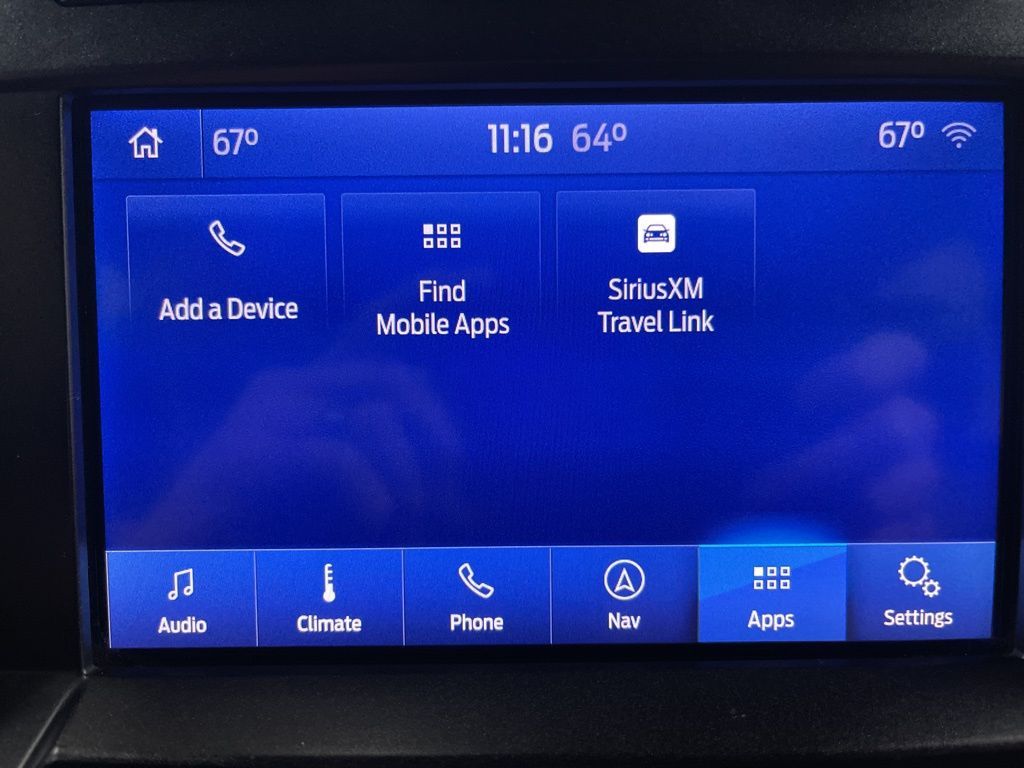 67° 11:16 64° 67°
Add a Device
Find
Mobile Apps
SiriusXM
Travel Link
Audio Climate Phone Nav Apps Settings